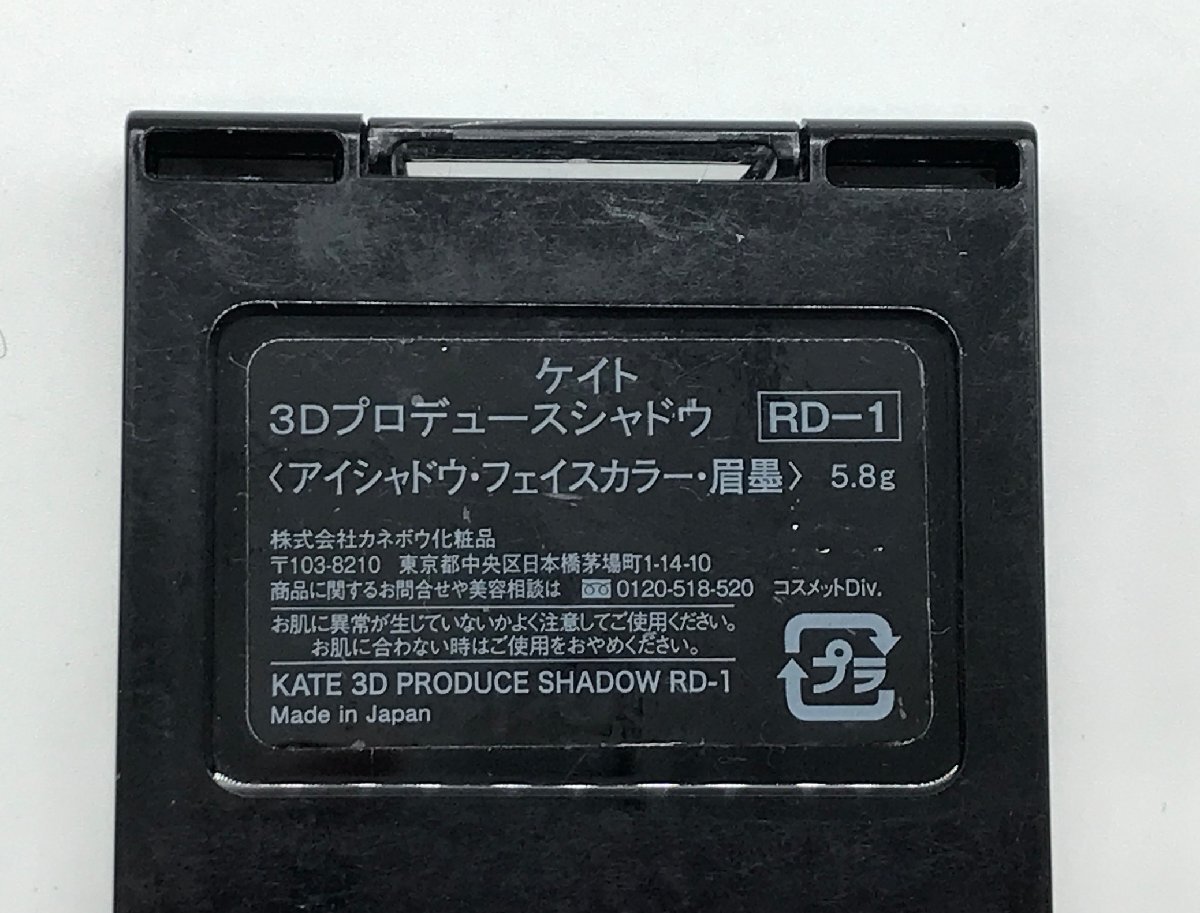 ケイト
3Dプロデュースシャドウ RD-1
〈アイシャドウ・フェイスカラー・眉墨〉 5.8g
株式会社カネボウ化粧品
〒103-8210 東京都中央区日本橋茅場町1-14-10
商品に関するお問合せや美容相談は 0120-518-520 コスメットDiv.
お肌に異常が生じていないかよく注意してご使用ください。
お肌に合わない時はご使用をおやめください。
KATE 3D PRODUCE SHADOW RD-1
Made in Japan
プラ